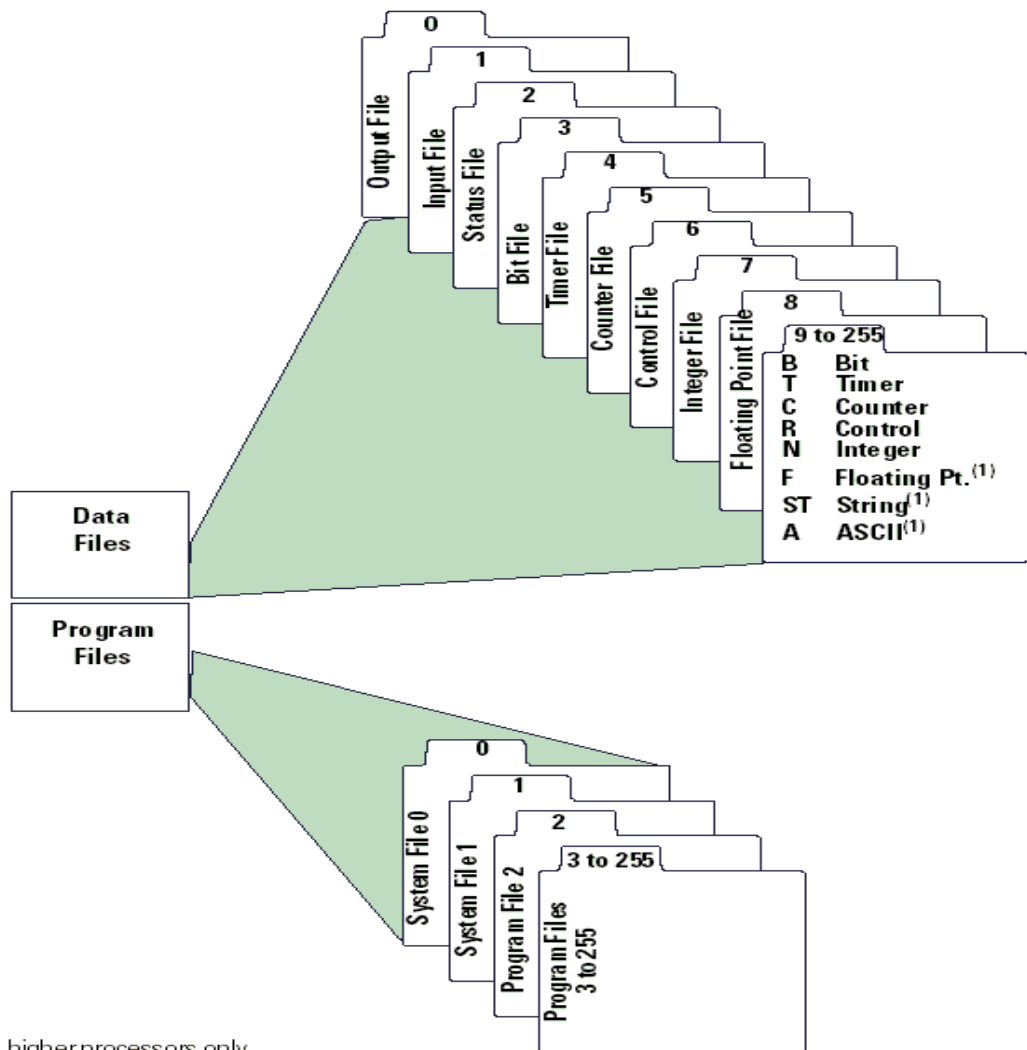 0
Output File
1
Input File
2
Status File
3
Bit File
4
Timer File
5
Counter File
6
Control File
7
Integer File
8
Floating Point File
9 to 255
B Bit
T Timer
C Counter
R Control
N Integer
F Floating Pt.(1)
ST String(1)
A ASCII(1)
Data
Files
Program
Files
0
System File 0
1
System File 1
2
Program File 2
3 to 255
Program Files
3 to 255
higher processors only